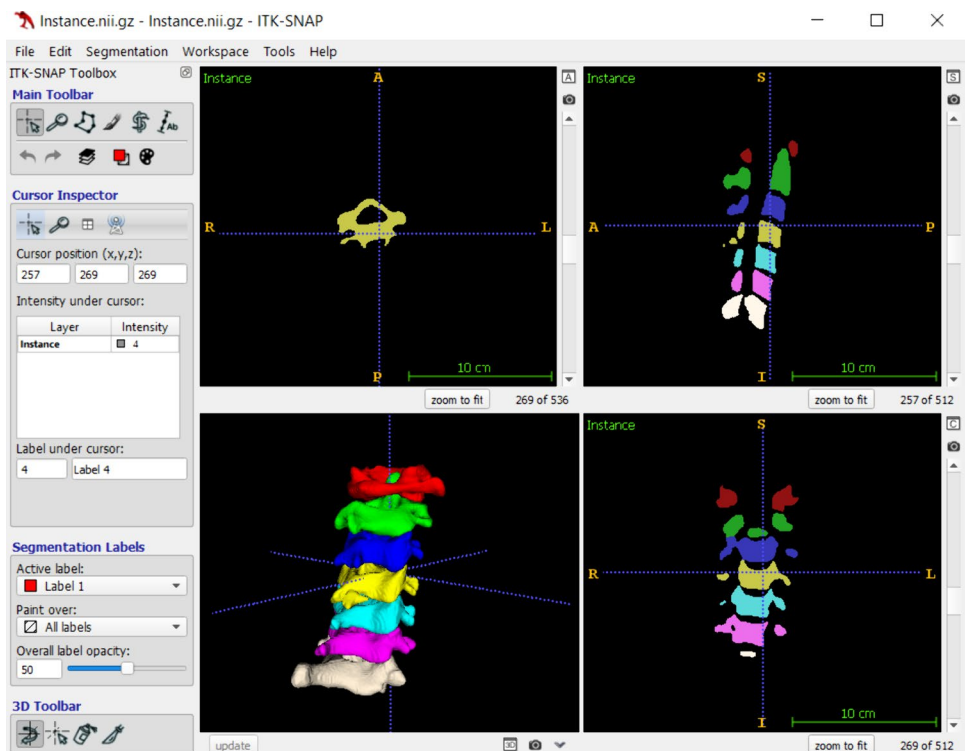 Instance.nii.gz - Instance.nii.gz - ITK-SNAP
File Edit Segmentation Workspace Tools Help
ITK-SNAP Toolbox
Main Toolbar
Ab
Cursor Inspector
Cursor position (x,y,z):
257 269 269
Intensity under cursor:
Layer Intensity
Instance 4
Label under cursor:
4 Label 4
Segmentation Labels
Active label:
Label 1
Paint over:
All labels
Overall label opacity:
50
3D Toolbar
Instance
A
R
L
P
10 cm
A
zoom to fit 269 of 536
Instance
S
A
P
I
10 cm
S
zoom to fit 257 of 512
update
3D
Instance
S
R
L
I
10 cm
C
zoom to fit 269 of 512